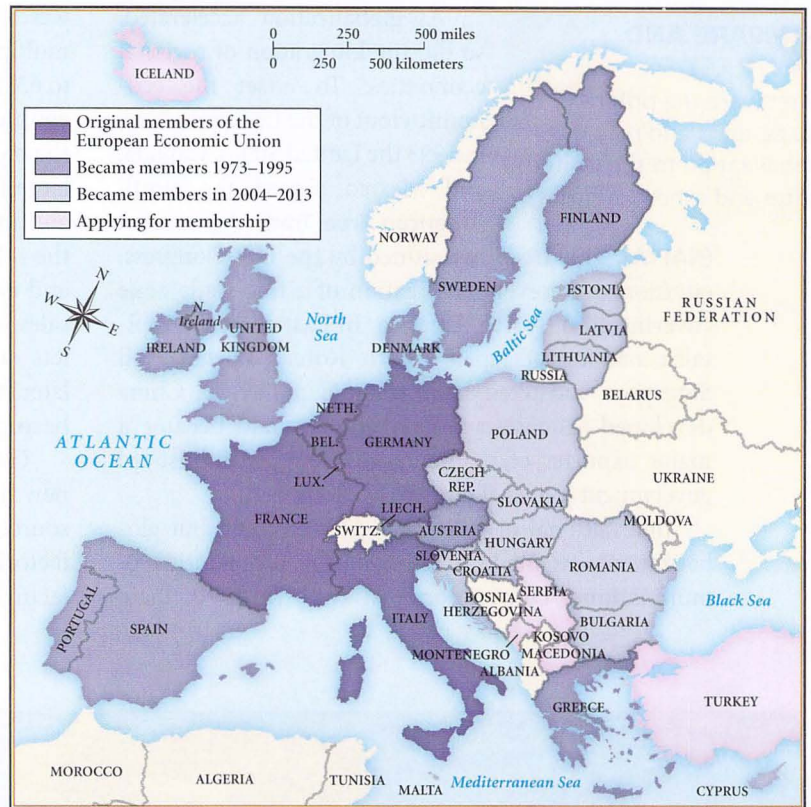 0 250 500 miles
0 250 500 kilometers
ICELAND
Original members of the
European Economic Union
Became members 1973–1995
Became members in 2004–2013
Applying for membership
N
W
E
S
NORWAY
FINLAND
SWEDEN
ESTONIA
RUSSIAN
FEDERATION
LATVIA
Baltic Sea
LITHUANIA
RUSSIA
BELARUS
N
Ireland
UNITED
KINGDOM
IRELAND
North
Sea
DENMARK
NETH.
BEL.
GERMANY
POLAND
ATLANTIC
OCEAN
LUX.
CZECH
REP.
UKRAINE
SLOVAKIA
FRANCE
LIECH.
SWITZ.
AUSTRIA
MOLDOVA
HUNGARY
SLOVENIA
CROATIA
ROMANIA
BOSNIA
HERZEGOVINA
SERBIA
Black Sea
PORTUGAL
SPAIN
ITALY
BULGARIA
KOSOVO
MONTENEGRO
MACEDONIA
ALBANIA
GREECE
TURKEY
MOROCCO
ALGERIA
TUNISIA
MALTA
Mediterranean Sea
CYPRUS